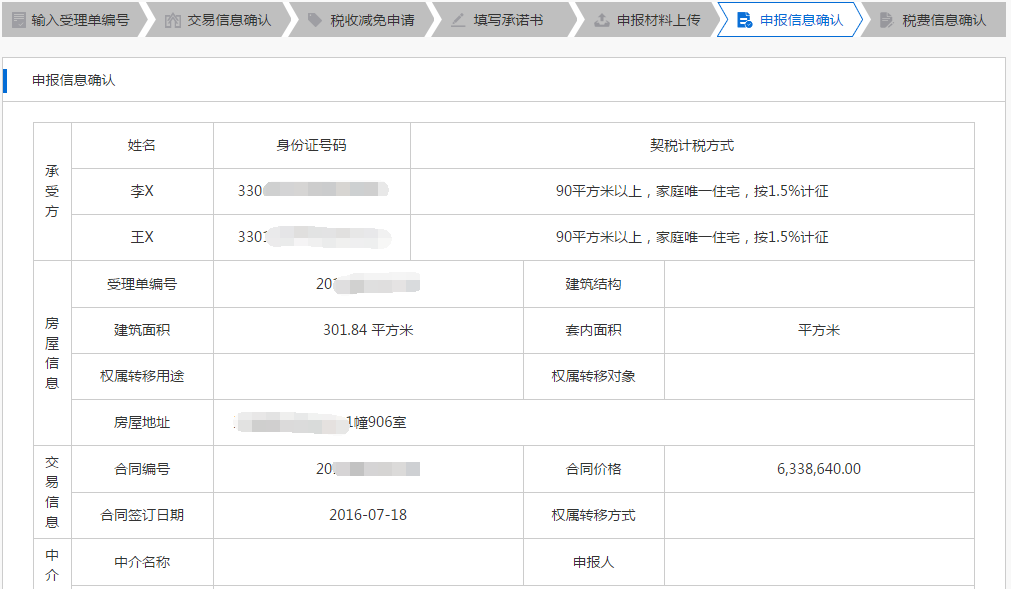 输入受理单编号 交易信息确认 税收减免申请 填写承诺书 申报材料上传 申报信息确认 税费信息确认
申报信息确认
承受方 姓名 身份证号码 契税计税方式
李X 330 90平方米以上，家庭唯一住宅，按1.5%计征
王X 3301 90平方米以上，家庭唯一住宅，按1.5%计征
房屋信息 受理单编号 201 建筑结构
建筑面积 301.84 平方米 套内面积 平方米
权属转移用途 权属转移对象
房屋地址 1幢906室
交易信息 合同编号 201 合同价格 6,338,640.00
合同签订日期 2016-07-18 权属转移方式
中介 中介名称 申报人